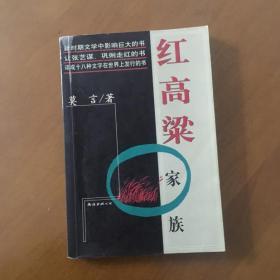 新时期文学中影响巨大的书
让张艺谋、巩俐走红的书
译成十八种文字在世界上发行的书
莫 言/著
红高粱
家族